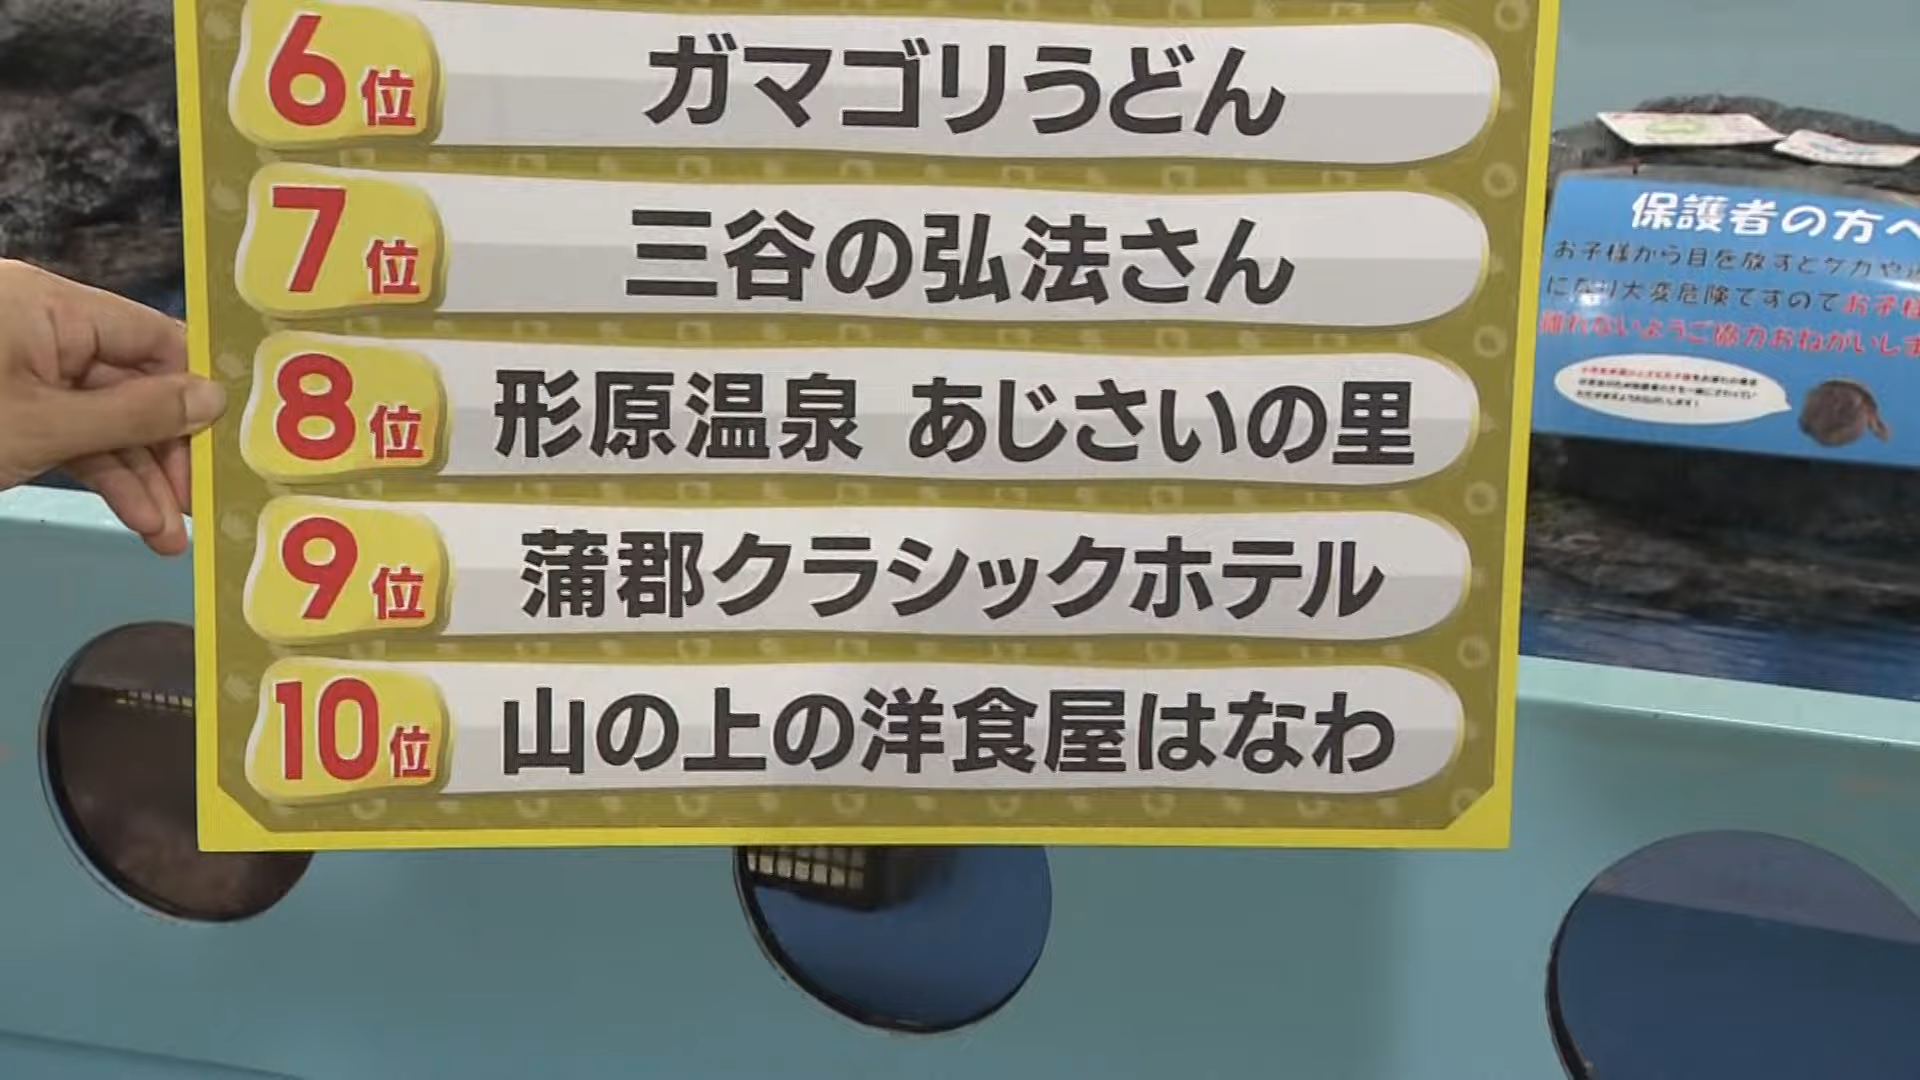 6位 ガマゴリうどん
7位 三谷の弘法さん
8位 形原温泉 あじさいの里
9位 蒲郡クラシックホテル
10位 山の上の洋食屋はなわ
保護者の方へ
お子様から目を放すとケガや
になり大変危険ですのでお子様
離れないようご協力おねがいしま